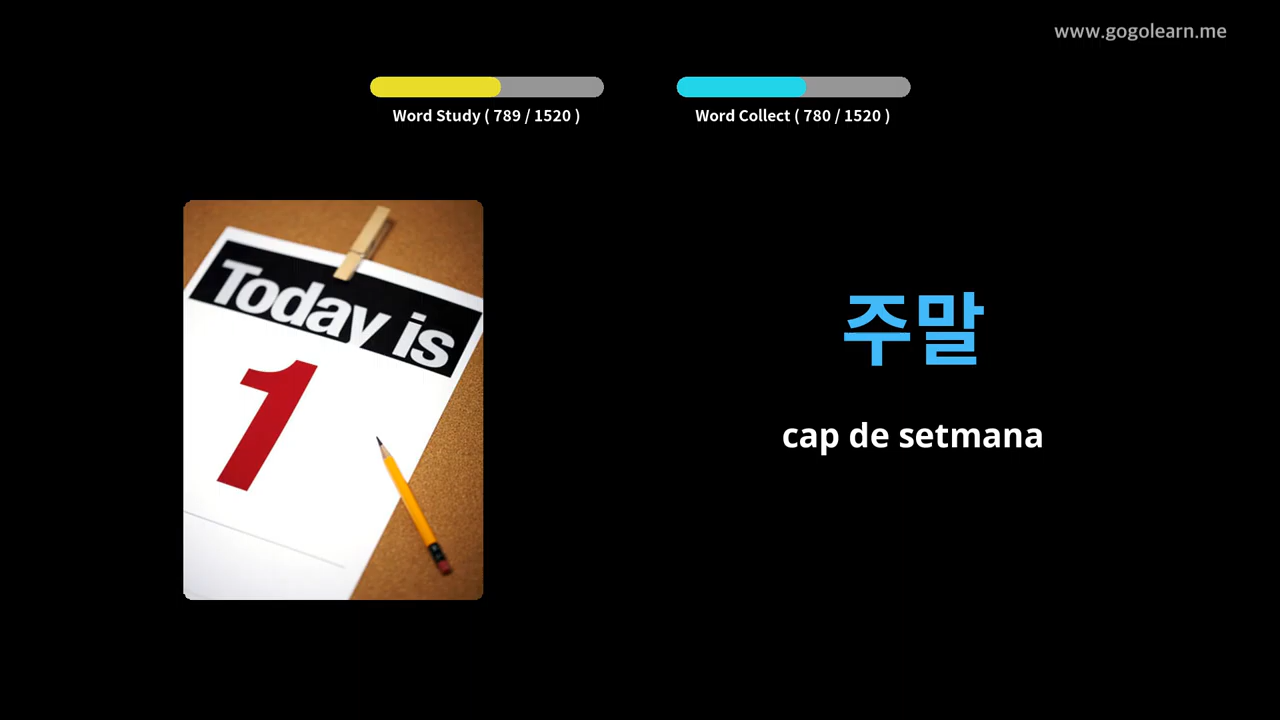 www.gogolearn.me
Word Study ( 789 / 1520 )
Word Collect ( 780 / 1520 )
Today is
1
주말
cap de setmana